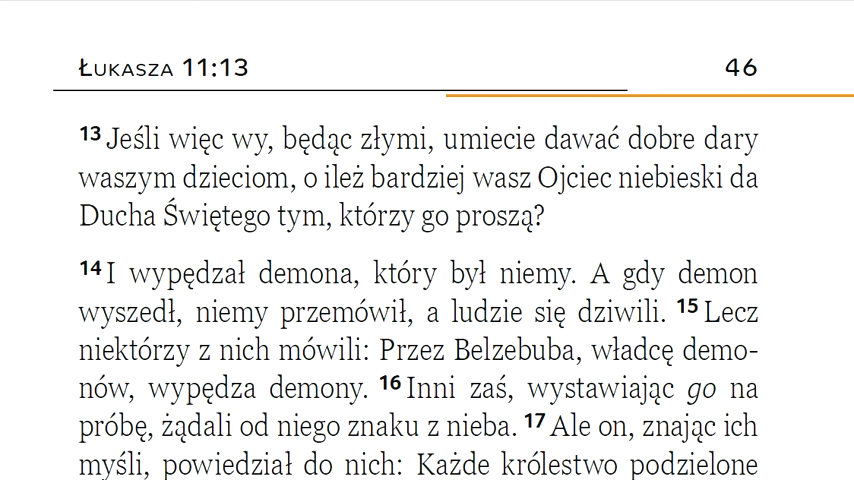 Łukasza 11:13 46
13 Jeśli więc wy, będąc złymi, umiecie dawać dobre dary
waszym dzieciom, o ileż bardziej wasz Ojciec niebieski da
Ducha Świętego tym, którzy go proszą?
14 I wypędzał demona, który był niemy. A gdy demon
wyszedł, niemy przemówił, a ludzie się dziwili. 15 Lecz
niektórzy z nich mówili: Przez Belzebuba, władcę demo-
nów, wypędza demony. 16 Inni zaś, wystawiając go na
próbę, żądali od niego znaku z nieba. 17 Ale on, znając ich
myśli, powiedział do nich: Każde królestwo podzielone